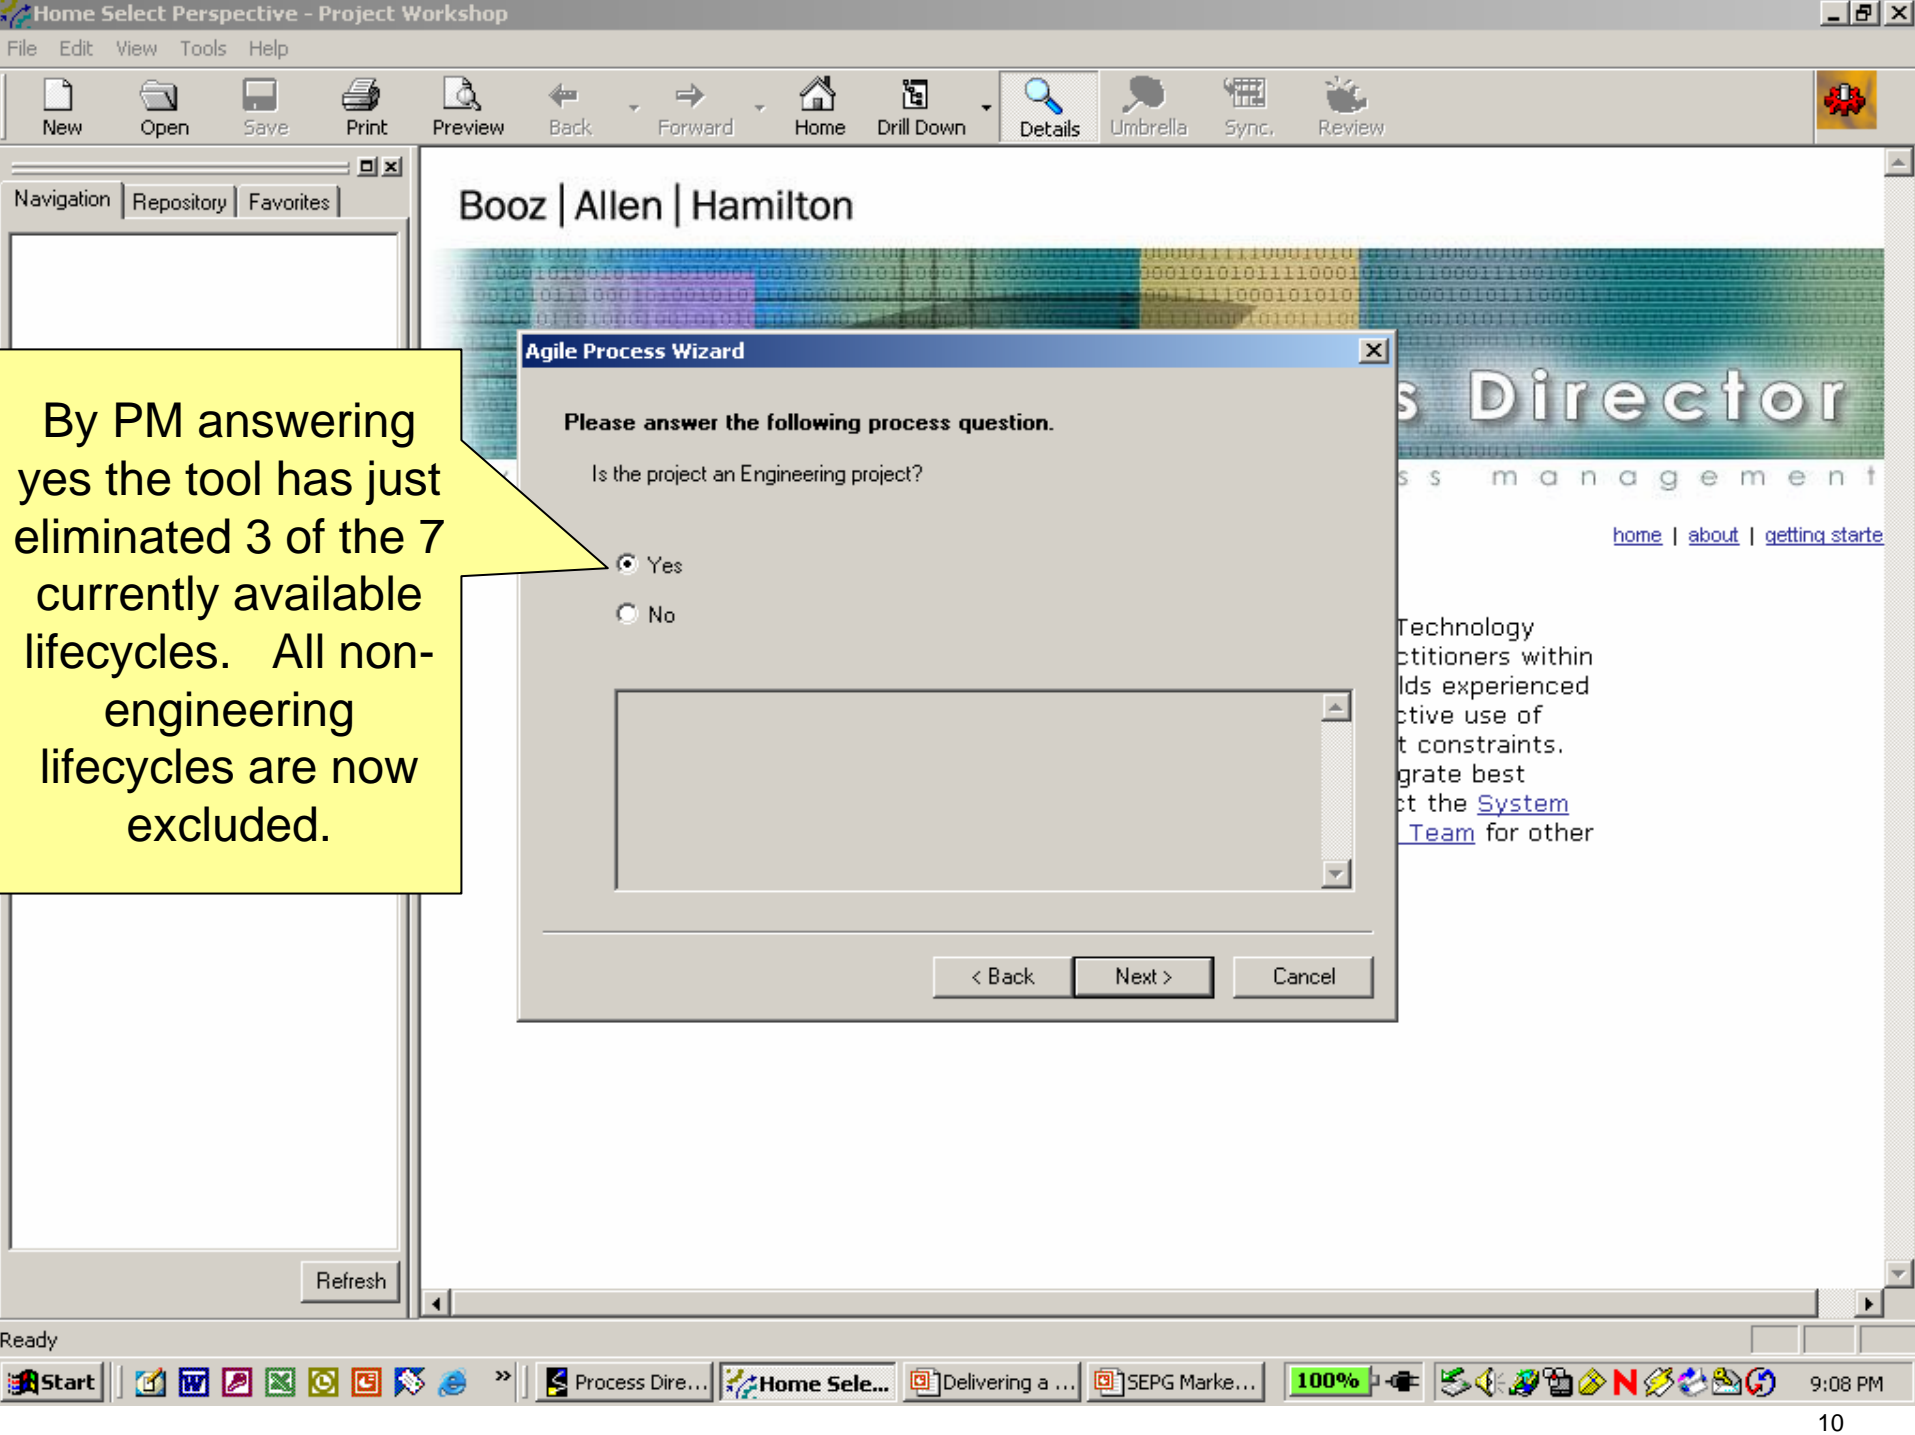 Home Select Perspective - Project Workshop
File Edit View Tools Help
New Open Save Print Preview Back Forward Home Drill Down Details Umbrella Sync. Review
Navigation Repository Favorites
Booz | Allen | Hamilton
s Director
s s management
home | about | getting starte
Agile Process Wizard
Please answer the following process question.
Is the project an Engineering project?
Yes
No
< Back Next > Cancel
By PM answering
yes the tool has just
eliminated 3 of the 7
currently available
lifecycles. All non-
engineering
lifecycles are now
excluded.
Technology
ctitioners within
lds experienced
ctive use of
t constraints.
grate best
ct the System
Team for other
Refresh
Ready
Start Process Dire... Home Sele... Delivering a ... SEPG Marke... 100% 9:08 PM
10